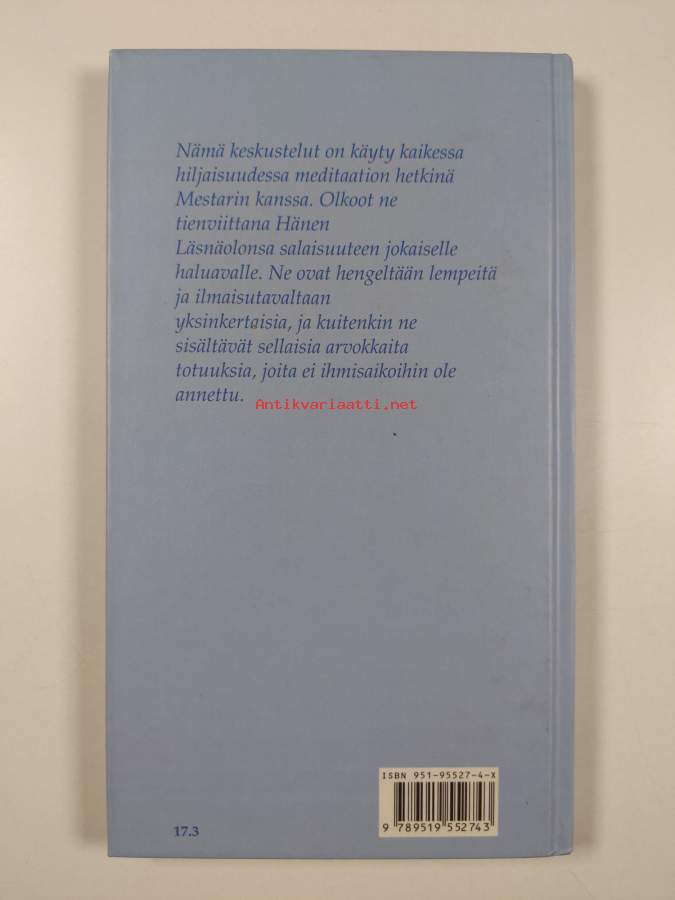 Nämä keskustelut on käyty kaikessa
hiljaisuudessa meditaation hetkinä
Mestarin kanssa. Olkoot ne
tienviittana Hänen
Läsnäolonsa salaisuuteen jokaiselle
haluavalle. Ne ovat hengeltään lempeitä
ja ilmaisutavaltaan
yksinkertaisia, ja kuitenkin ne
sisältävät sellaisia arvokkaita
totuuksia, joita ei ihmisaikoihin ole
annettu.
Antikvariaatti.net
ISBN 951-95527-4-X
9 789519 552743
17.3